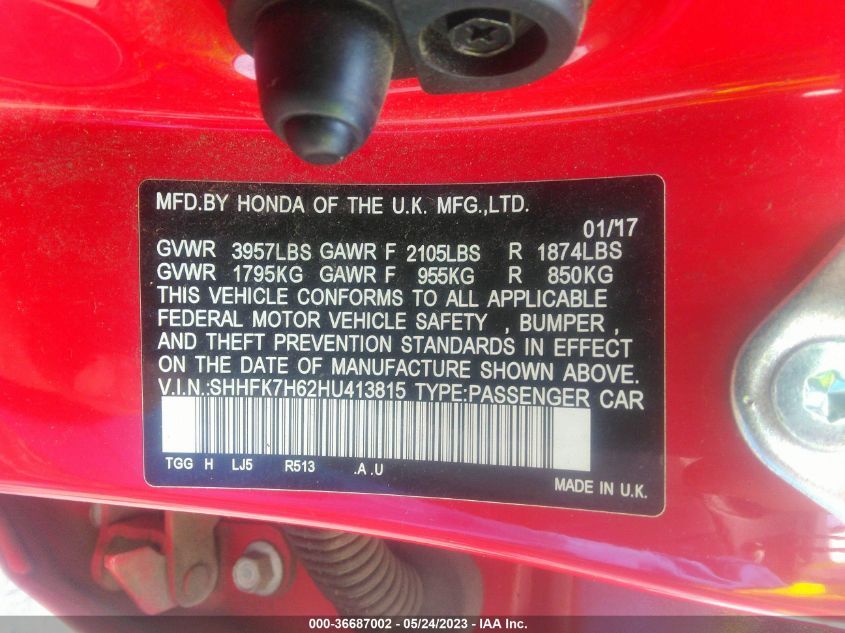 MFD.BY HONDA OF THE U.K. MFG.,LTD.
01/'17
GVWR 3957LBS GAWR F 2105LBS R 1874LBS
GVWR 1795KG GAWR F 955KG R 850KG
THIS VEHICLE CONFORMS TO ALL APPLICABLE
FEDERAL MOTOR VEHICLE SAFETY , BUMPER ,
AND THEFT PREVENTION STANDARDS IN EFFECT
ON THE DATE OF MANUFACTURE SHOWN ABOVE.
V.I.N.:SHHFK7H62HU413815 TYPE:PASSENGER CAR
TGG H LJ5 R513 .A .U
MADE IN U.K.
000-36687002 - 05/24/2023 - IAA Inc.